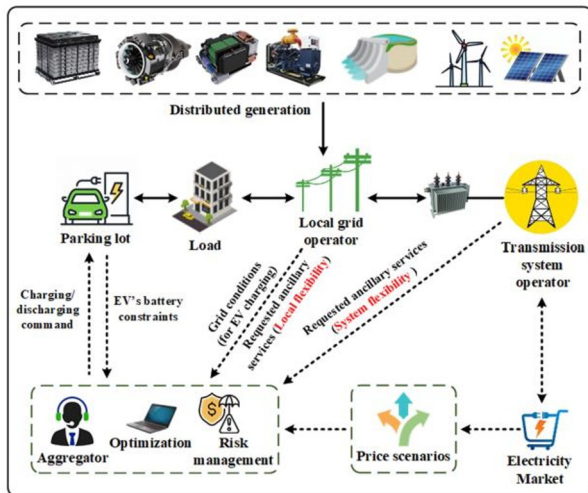 Distributed generation
Parking lot
Load
Local grid
operator
Transmission
system
operator
Charging/
discharging
command
EV's battery
constraints
Grid conditions
(for EV charging)
Requested ancillary
services (Local flexibility)
Requested ancillary services
(System flexibility )
Aggregator
Optimization
Risk
management
Price scenarios
Electricity
Market